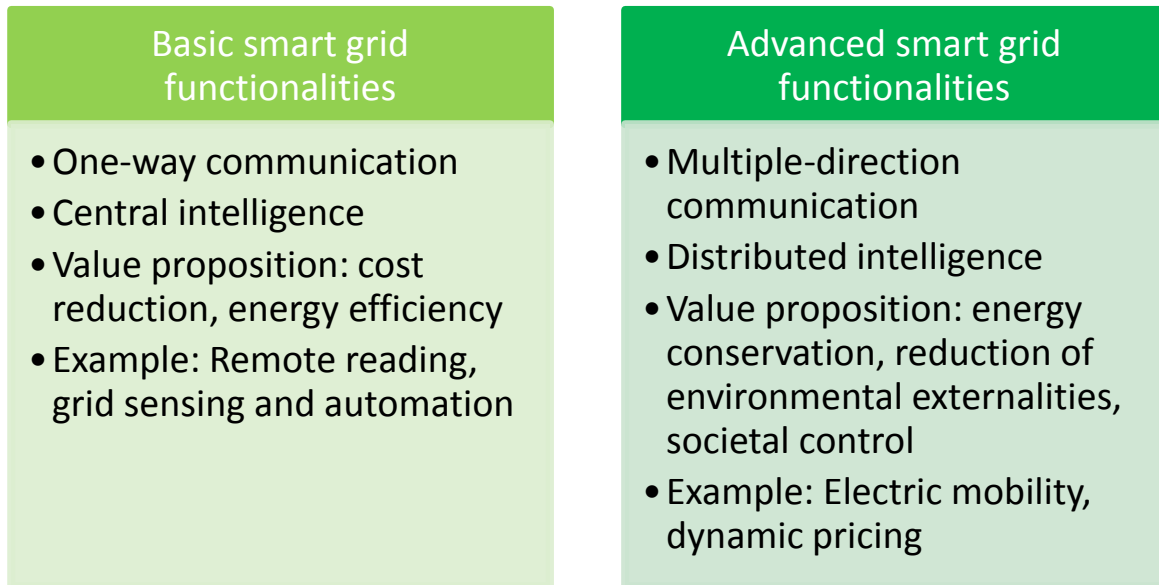 Basic smart grid
functionalities
• One-way communication
• Central intelligence
• Value proposition: cost
reduction, energy efficiency
• Example: Remote reading,
grid sensing and automation
Advanced smart grid
functionalities
• Multiple-direction
communication
• Distributed intelligence
• Value proposition: energy
conservation, reduction of
environmental externalities,
societal control
• Example: Electric mobility,
dynamic pricing